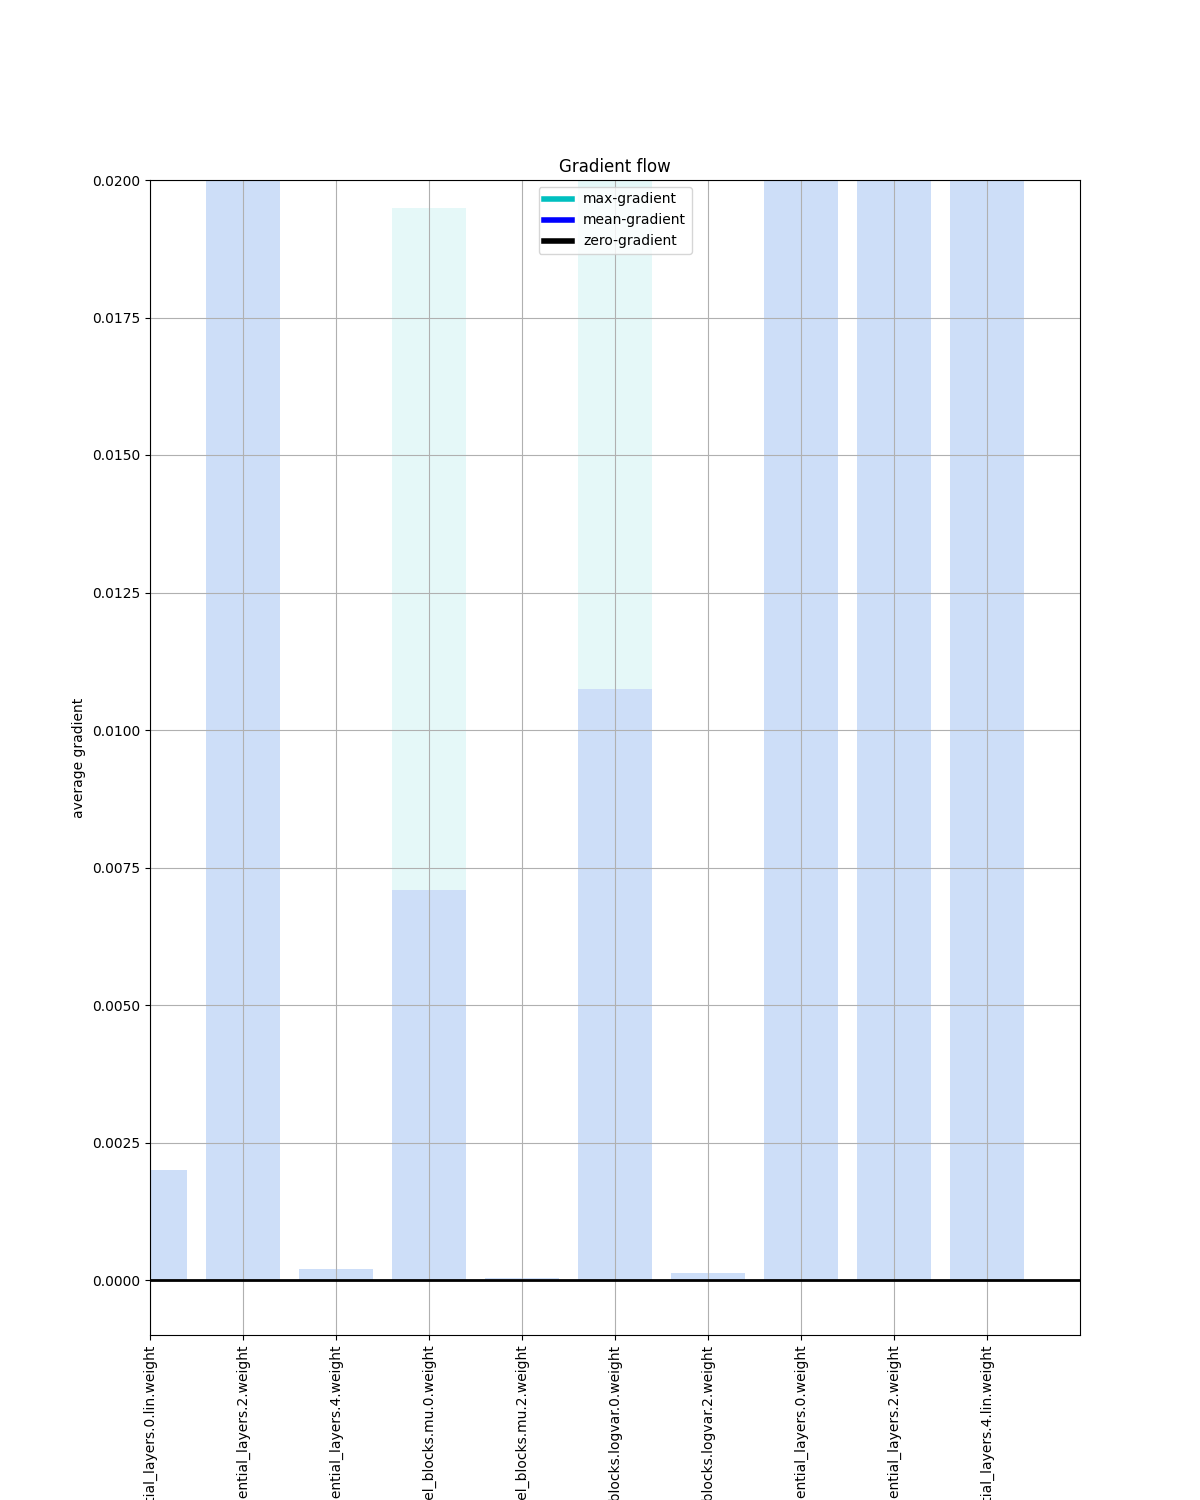 Gradient flow
max-gradient
mean-gradient
zero-gradient
0.0200
0.0175
0.0150
0.0125
0.0100
0.0075
0.0050
0.0025
0.0000
average gradient
tial_layers.0.lin.weight
ential_layers.2.weight
ential_layers.4.weight
el_blocks.mu.0.weight
el_blocks.mu.2.weight
blocks.logvar.0.weight
blocks.logvar.2.weight
ential_layers.0.weight
ential_layers.2.weight
tial_layers.4.lin.weight